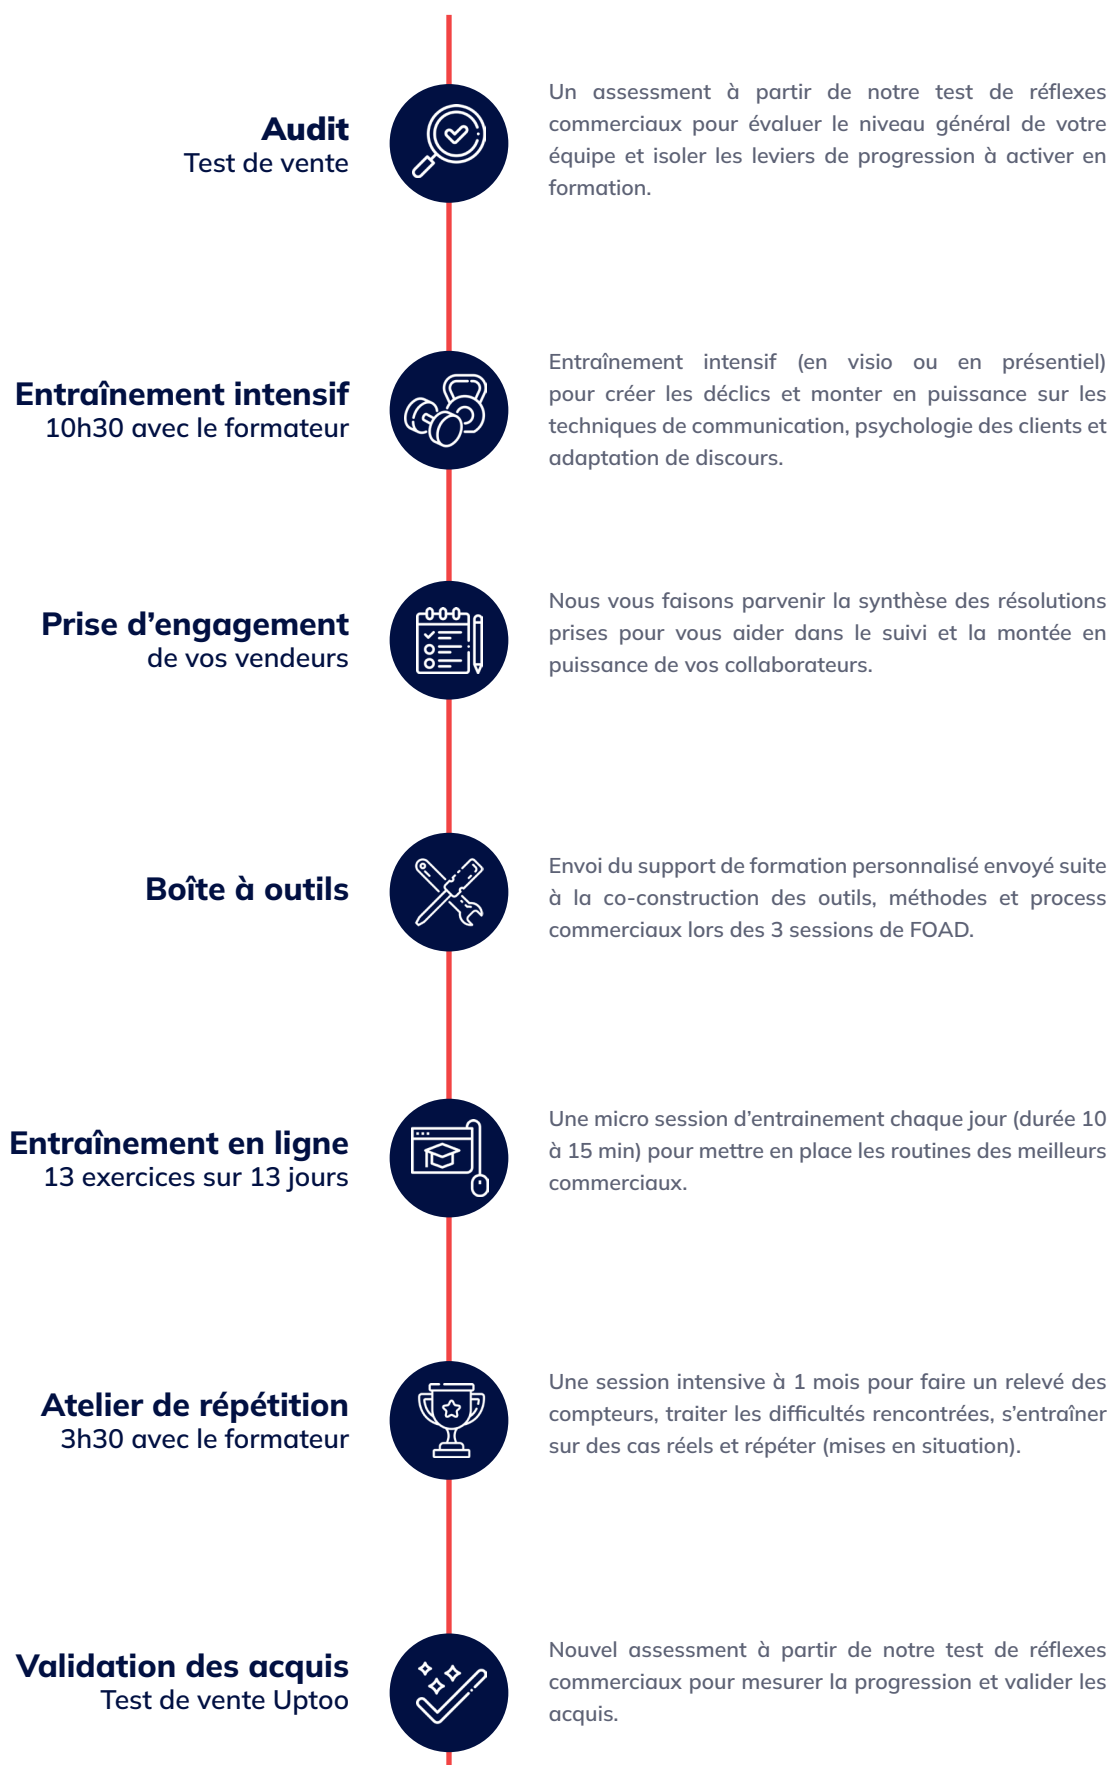 Audit
Test de vente
Un assessment à partir de notre test de réflexes
commerciaux pour évaluer le niveau général de votre
équipe et isoler les leviers de progression à activer en
formation.
Entraînement intensif
10h30 avec le formateur
Entraînement intensif (en visio ou en présentiel)
pour créer les déclics et monter en puissance sur les
techniques de communication, psychologie des clients et
adaptation de discours.
Prise d’engagement
de vos vendeurs
Nous vous faisons parvenir la synthèse des résolutions
prises pour vous aider dans le suivi et la montée en
puissance de vos collaborateurs.
Boîte à outils
Envoi du support de formation personnalisé envoyé suite
à la co-construction des outils, méthodes et process
commerciaux lors des 3 sessions de FOAD.
Entraînement en ligne
13 exercices sur 13 jours
Une micro session d’entrainement chaque jour (durée 10
à 15 min) pour mettre en place les routines des meilleurs
commerciaux.
Atelier de répétition
3h30 avec le formateur
Une session intensive à 1 mois pour faire un relevé des
compteurs, traiter les difficultés rencontrées, s’entraîner
sur des cas réels et répéter (mises en situation).
Validation des acquis
Test de vente Uptoo
Nouvel assessment à partir de notre test de réflexes
commerciaux pour mesurer la progression et valider les
acquis.